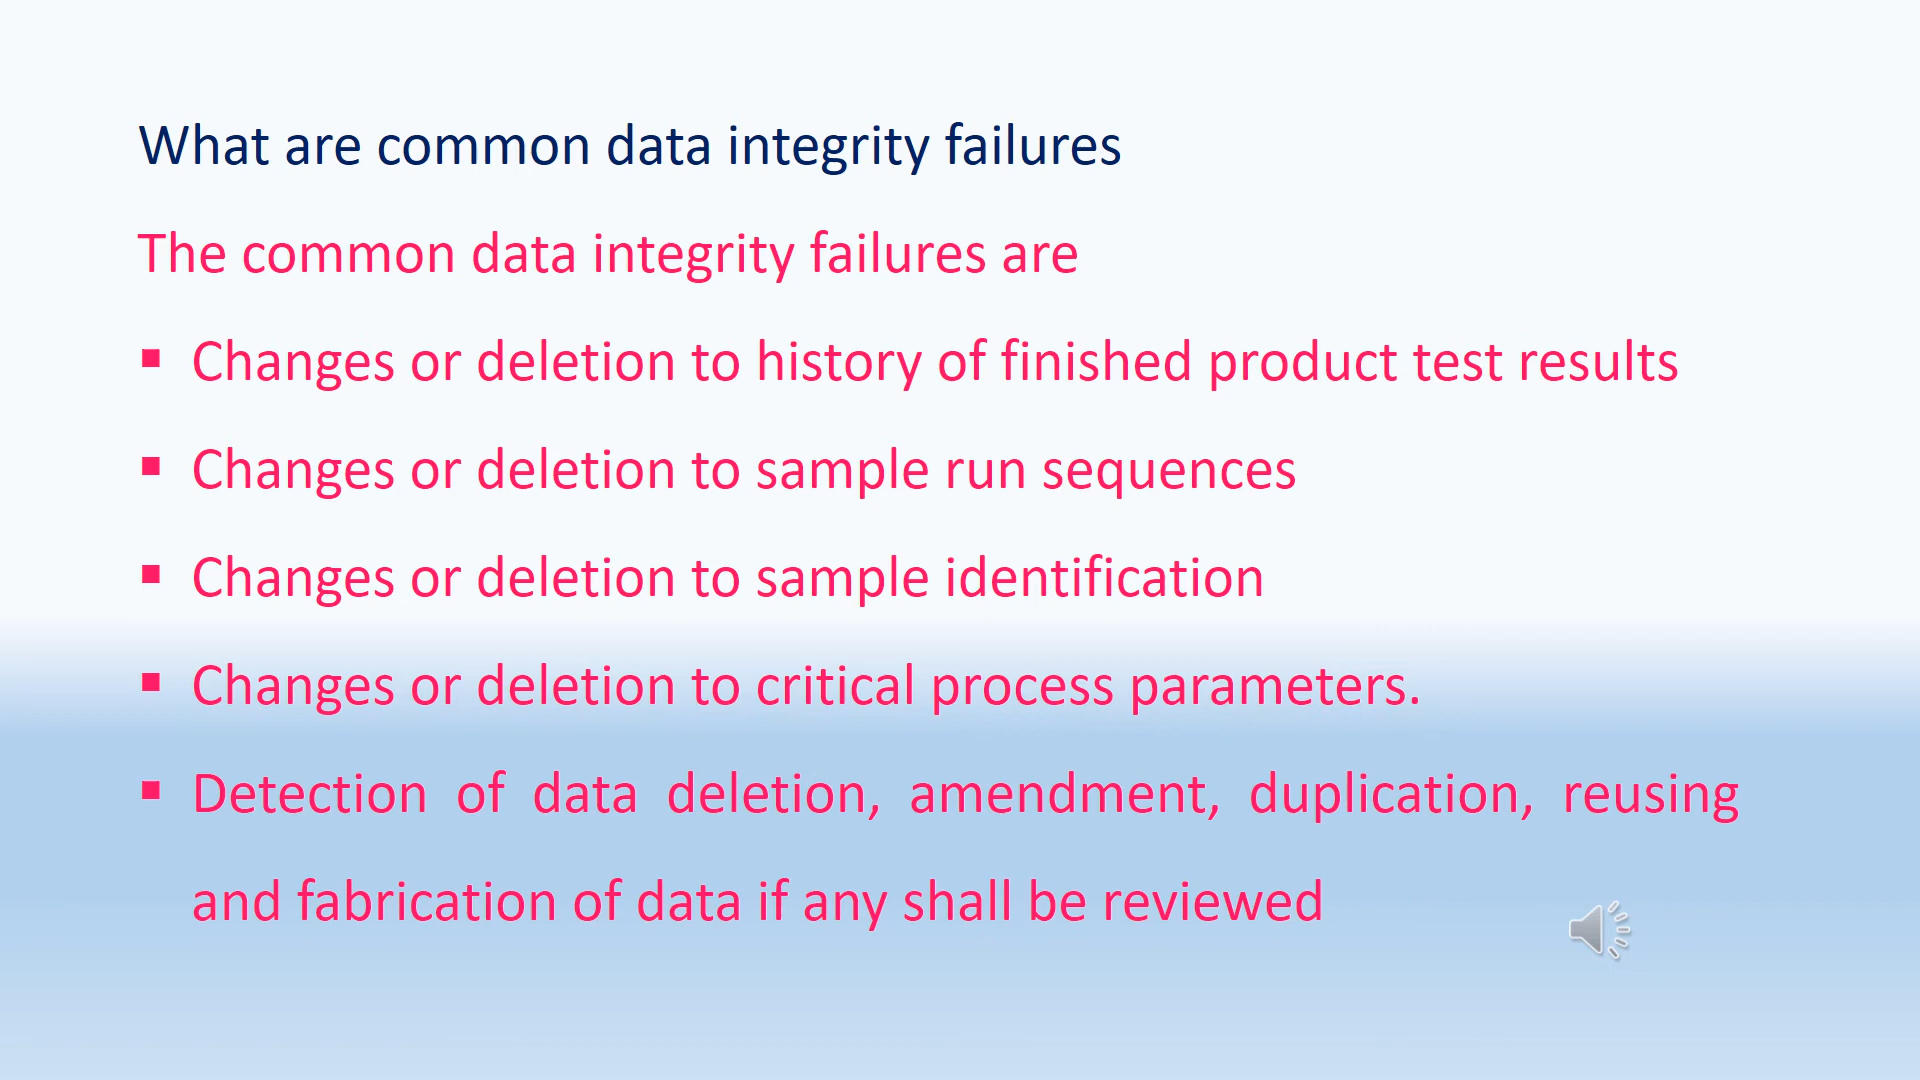 What are common data integrity failures
The common data integrity failures are
▪ Changes or deletion to history of finished product test results
▪ Changes or deletion to sample run sequences
▪ Changes or deletion to sample identification
▪ Changes or deletion to critical process parameters.
▪ Detection of data deletion, amendment, duplication, reusing
and fabrication of data if any shall be reviewed